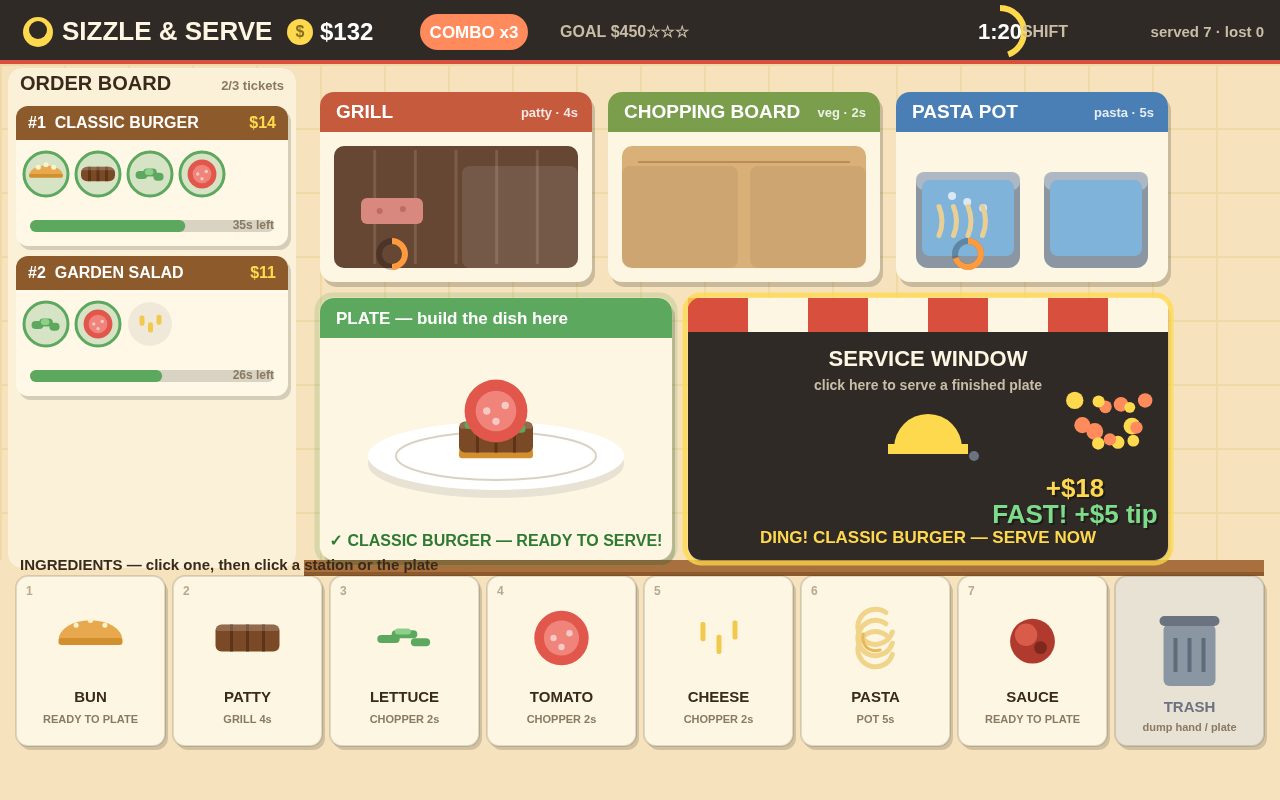 SIZZLE & SERVE $ $132 COMBO x3 GOAL $450☆☆☆ 1:20 SHIFT served 7 · lost 0
ORDER BOARD 2/3 tickets
#1 CLASSIC BURGER $14
35s left
#2 GARDEN SALAD $11
26s left
GRILL patty · 4s
CHOPPING BOARD veg · 2s
PASTA POT pasta · 5s
PLATE — build the dish here
✓ CLASSIC BURGER — READY TO SERVE!
SERVICE WINDOW
click here to serve a finished plate
+$18
FAST! +$5 tip
DING! CLASSIC BURGER — SERVE NOW
INGREDIENTS — click one, then click a station or the plate
1
BUN
READY TO PLATE
2
PATTY
GRILL 4s
3
LETTUCE
CHOPPER 2s
4
TOMATO
CHOPPER 2s
5
CHEESE
CHOPPER 2s
6
PASTA
POT 5s
7
SAUCE
READY TO PLATE
TRASH
dump hand / plate